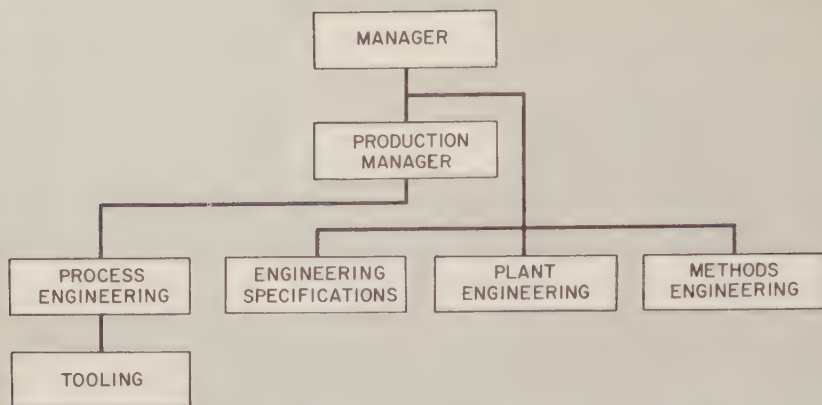 MANAGER
PRODUCTION
MANAGER
PROCESS
ENGINEERING
ENGINEERING
SPECIFICATIONS
PLANT
ENGINEERING
METHODS
ENGINEERING
TOOLING